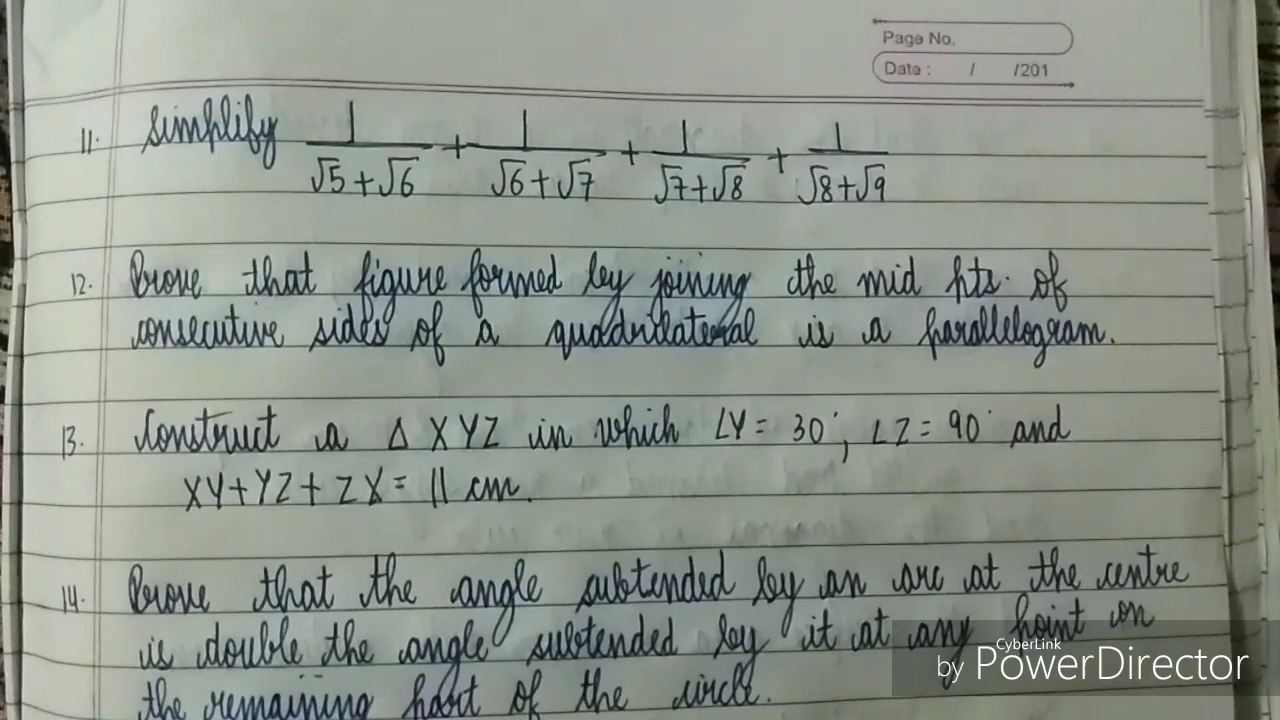 Page No.
Date : / /201
11. Simplify 1/(√5+√6) + 1/(√6+√7) + 1/(√7+√8) + 1/(√8+√9)
12. Prove that figure formed by joining the mid pts. of
consecutive sides of a quadrilateral is a parallelogram.
13. Construct a Δ XYZ in which ∠Y = 30°, ∠Z = 90° and
XY+YZ+ZX = 11 cm.
14. Prove that the angle subtended by an arc at the centre
is double the angle subtended by it at any point on
the remaining part of the circle.
CyberLink
by PowerDirector